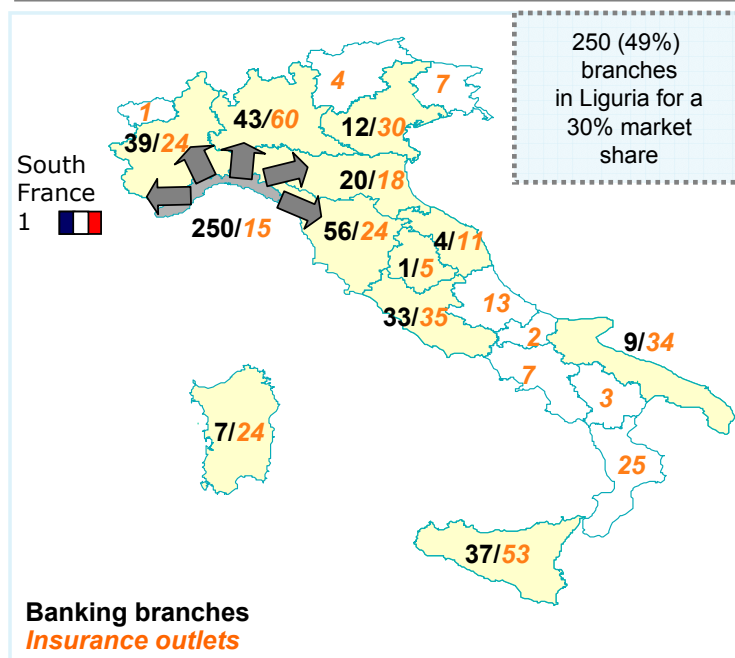 250 (49%)
branches
in Liguria for a
30% market
share
4
7
1
43/60
12/30
39/24
South
France
1
20/18
250/15
56/24
4/11
1/5
13
33/35
2
9/34
7
3
7/24
25
37/53
Banking branches
Insurance outlets